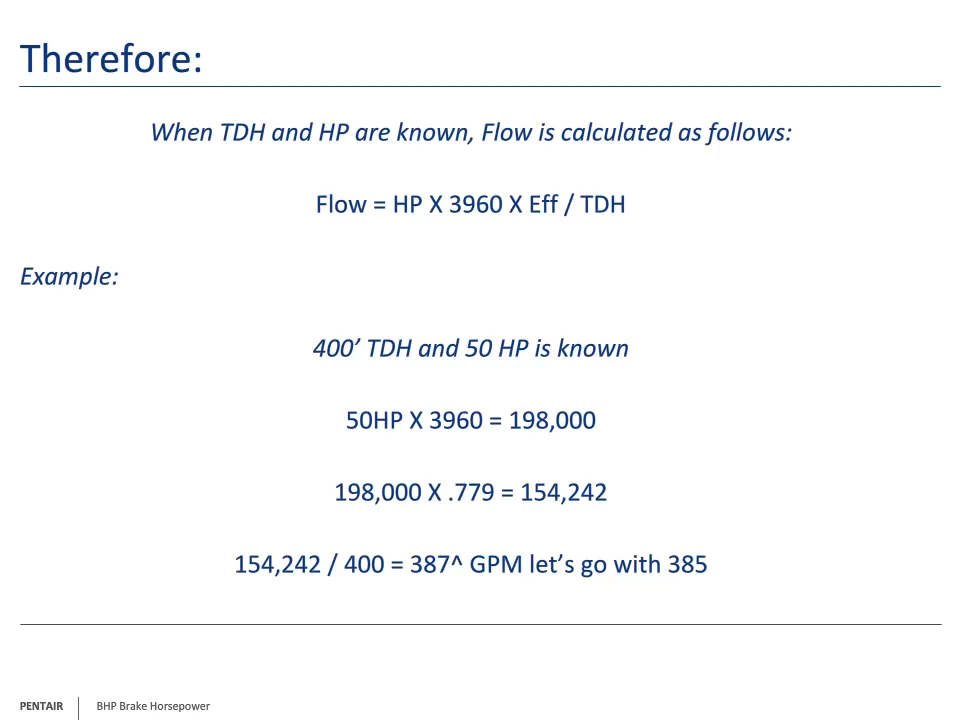 Therefore:
When TDH and HP are known, Flow is calculated as follows:
Flow = HP X 3960 X Eff / TDH
Example:
400’ TDH and 50 HP is known
50HP X 3960 = 198,000
198,000 X .779 = 154,242
154,242 / 400 = 387^ GPM let’s go with 385
PENTAIR BHP Brake Horsepower